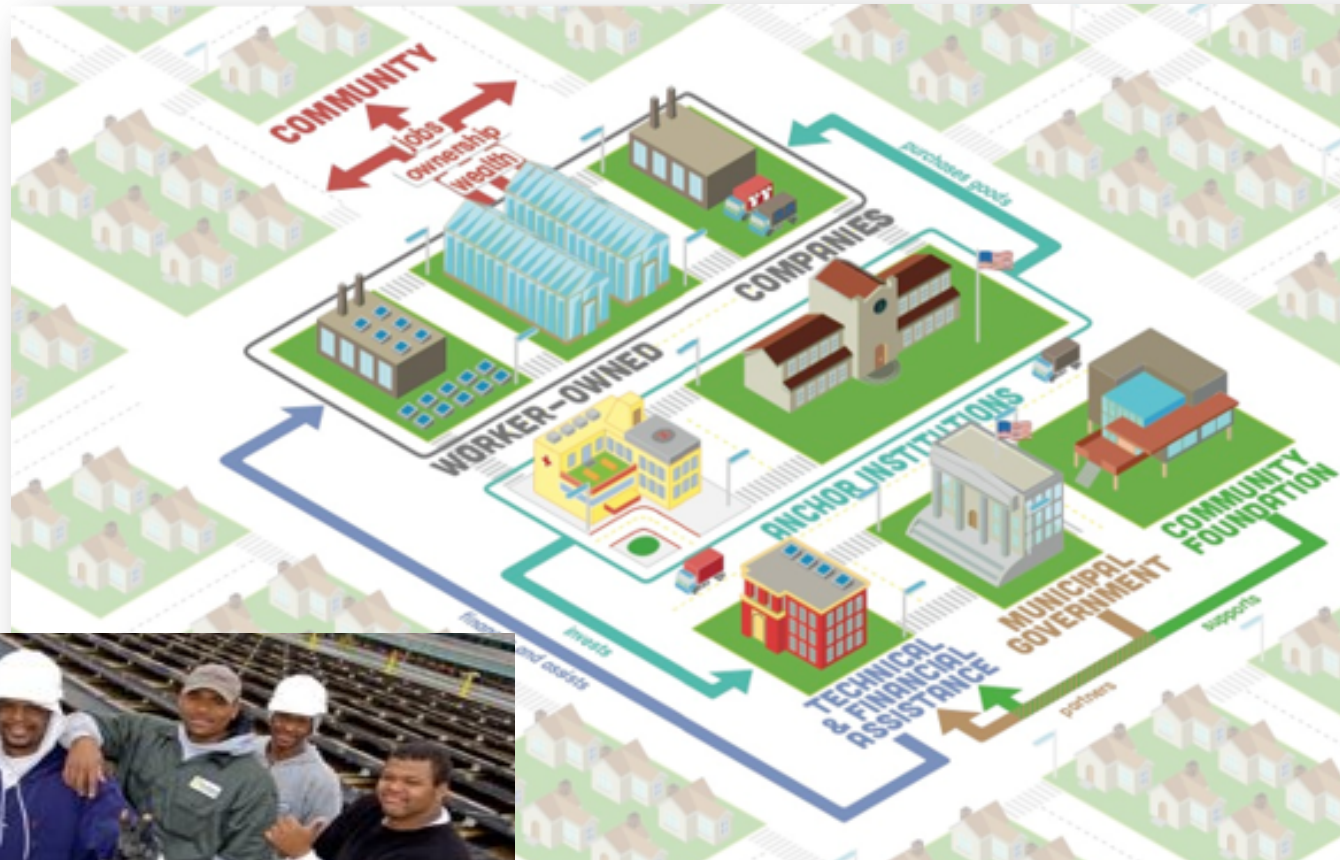 COMMUNITY
jobs
ownership
wealth
purchases goods
WORKER-OWNED COMPANIES
ANCHOR INSTITUTIONS
COMMUNITY
FOUNDATION
MUNICIPAL
GOVERNMENT
supports
invests
and assists
TECHNICAL
& FINANCIAL
ASSISTANCE
partners